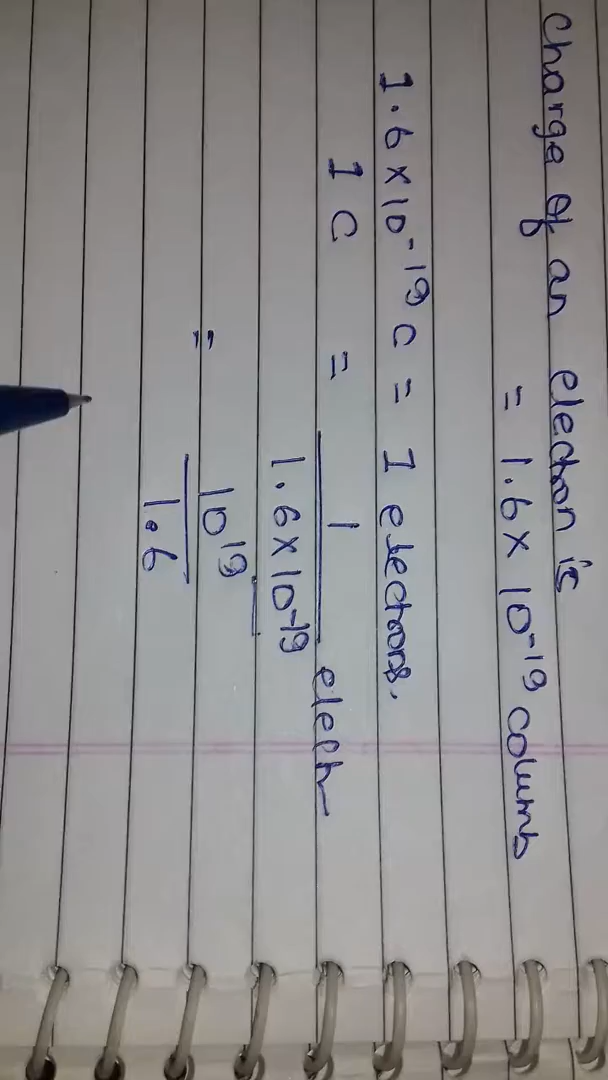 charge of an electron is
= 1.6 × 10⁻¹⁹ columb
1.6 × 10⁻¹⁹ C = 1 electrons.
1 C = 1
1.6 × 10⁻¹⁹
= 10¹⁹
1.6